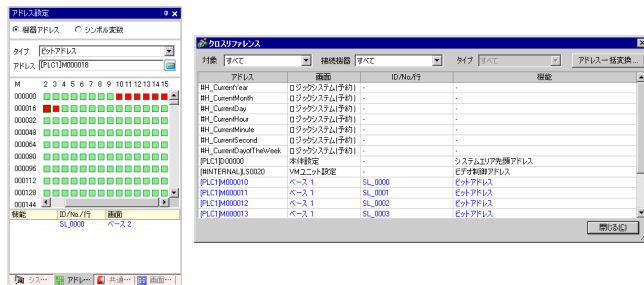 アドレス設定
機器アドレス シンボル変数
タイプ ビットアドレス
アドレス [PLC1]M000018
M 2 3 4 5 6 7 8 9 10 11 12 13 14 15
000000
000016
000032
000048
000064
000080
000096
000112
000128
000144
機能 ID/No./行 画面
SL_0000 ベース 2
シス… アドレ… 共通… 画面…
クロスリファレンス
対象 すべて 接続機器 すべて タイプ すべて アドレス一括変換...
アドレス 画面 ID/No/行 機能
#H_CurrentYear ロジックシステム(予約) - -
#H_CurrentMonth ロジックシステム(予約) - -
#H_CurrentDay ロジックシステム(予約) - -
#H_CurrentHour ロジックシステム(予約) - -
#H_CurrentMinute ロジックシステム(予約) - -
#H_CurrentSecond ロジックシステム(予約) - -
#H_CurrentDayofTheWeek ロジックシステム(予約) - -
[PLC1]D00000 本体設定 - システムエリア先頭アドレス
[#INTERNAL]LS0020 VMユニット設定 - ビデオ制御アドレス
[PLC1]M000010 ベース 1 SL_0000 ビットアドレス
[PLC1]M000011 ベース 1 SL_0001 ビットアドレス
[PLC1]M000012 ベース 1 SL_0002 ビットアドレス
[PLC1]M000013 ベース 1 SL_0003 ビットアドレス
閉じる(C)